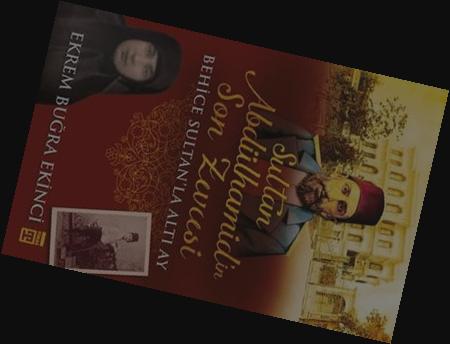 Sultan
Abdülhamid'in
Son Zevcesi
BEHİCE SULTAN'LA ALTI AY
EKREM BUĞRA EKİNCİ